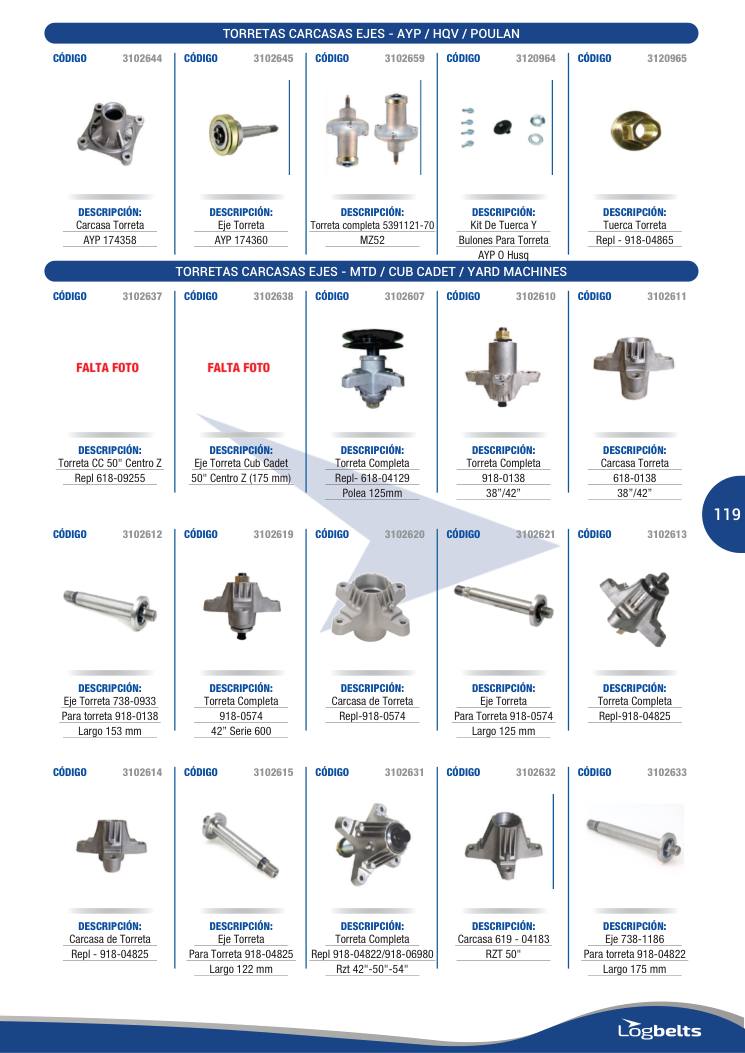 TORRETAS CARCASAS EJES - AYP / HQV / POULAN
CÓDIGO 3102644
DESCRIPCIÓN:
Carcasa Torreta
AYP 174358
CÓDIGO 3102645
DESCRIPCIÓN:
Eje Torreta
AYP 174360
CÓDIGO 3102659
DESCRIPCIÓN:
Torreta completa 5391121-70
MZ52
CÓDIGO 3120964
DESCRIPCIÓN:
Kit De Tuerca Y
Bulones Para Torreta
AYP O Husq
CÓDIGO 3120965
DESCRIPCIÓN:
Tuerca Torreta
Repl - 918-04865
TORRETAS CARCASAS EJES - MTD / CUB CADET / YARD MACHINES
CÓDIGO 3102637
FALTA FOTO
DESCRIPCIÓN:
Torreta CC 50" Centro Z
Repl 618-09255
CÓDIGO 3102638
FALTA FOTO
DESCRIPCIÓN:
Eje Torreta Cub Cadet
50" Centro Z (175 mm)
CÓDIGO 3102607
DESCRIPCIÓN:
Torreta Completa
Repl- 618-04129
Polea 125mm
CÓDIGO 3102610
DESCRIPCIÓN:
Torreta Completa
918-0138
38"/42"
CÓDIGO 3102611
DESCRIPCIÓN:
Carcasa Torreta
618-0138
38"/42"
119
CÓDIGO 3102612
DESCRIPCIÓN:
Eje Torreta 738-0933
Para torreta 918-0138
Largo 153 mm
CÓDIGO 3102619
DESCRIPCIÓN:
Torreta Completa
918-0574
42" Serie 600
CÓDIGO 3102620
DESCRIPCIÓN:
Carcasa de Torreta
Repl-918-0574
CÓDIGO 3102621
DESCRIPCIÓN:
Eje Torreta
Para Torreta 918-0574
Largo 125 mm
CÓDIGO 3102613
DESCRIPCIÓN:
Torreta Completa
Repl-918-04825
CÓDIGO 3102614
DESCRIPCIÓN:
Carcasa de Torreta
Repl - 918-04825
CÓDIGO 3102615
DESCRIPCIÓN:
Eje Torreta
Para Torreta 918-04825
Largo 122 mm
CÓDIGO 3102631
DESCRIPCIÓN:
Torreta Completa
Repl 918-04822/918-06980
Rzt 42"-50"-54"
CÓDIGO 3102632
DESCRIPCIÓN:
Carcasa 619 - 04183
RZT 50"
CÓDIGO 3102633
DESCRIPCIÓN:
Eje 738-1186
Para torreta 918-04822
Largo 175 mm
Logbelts